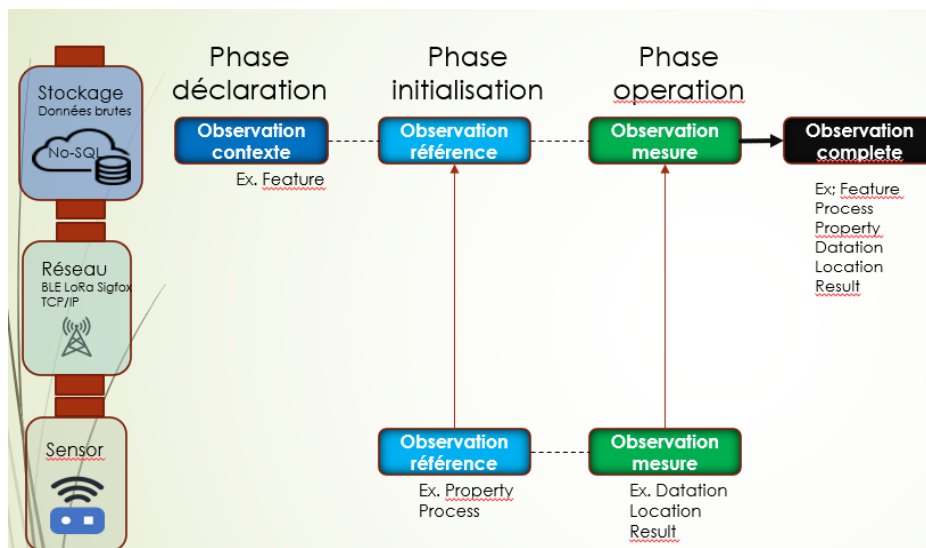 Phase
déclaration
Phase
initialisation
Phase
operation
Stockage
Données brutes
No-SQL
Observation
contexte
Ex. Feature
Observation
référence
Observation
mesure
Observation
complete
Ex; Feature
Process
Property
Datation
Location
Result
Réseau
BLE LoRa Sigfox
TCP/IP
Sensor
Observation
référence
Ex. Property
Process
Observation
mesure
Ex. Datation
Location
Result